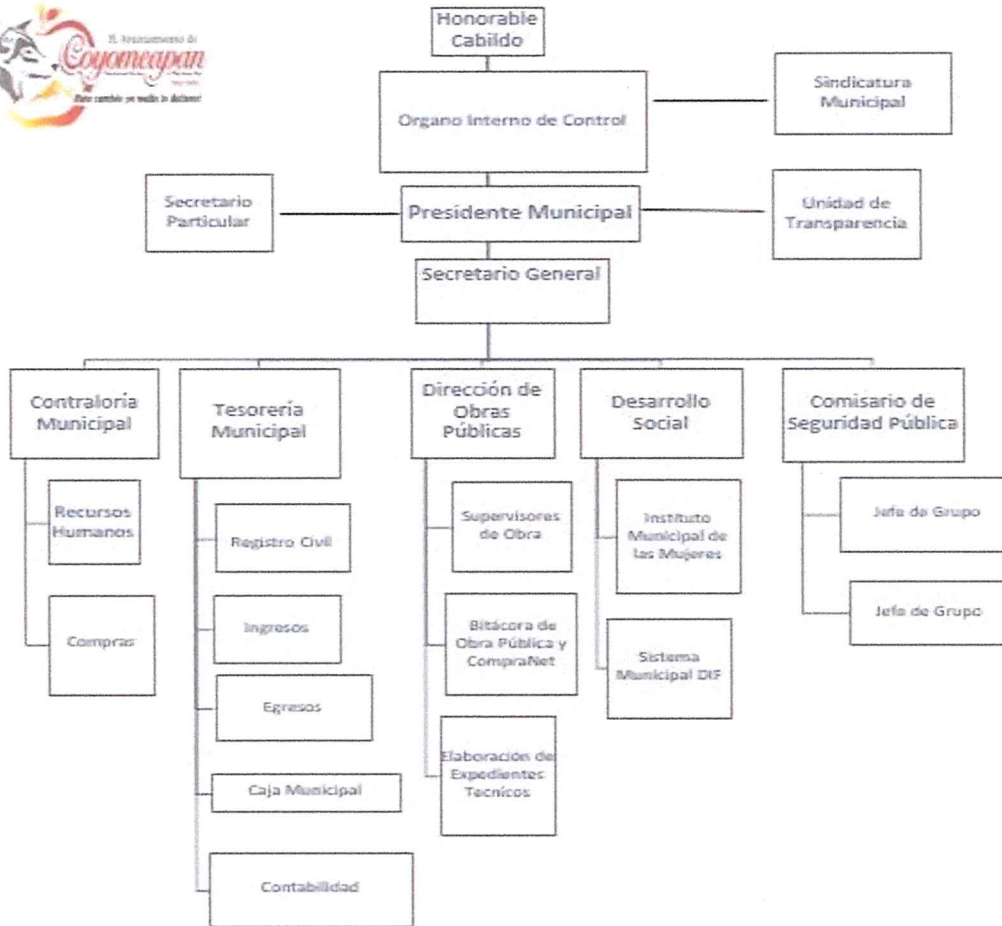 H. Ayuntamiento de
Coyomeapan
Honorable
Cabildo
Organo Interno de Control
Sindicatura
Municipal
Secretario
Particular
Presidente Municipal
Unidad de
Transparencia
Secretario General
Contraloría
Municipal
Tesorería
Municipal
Dirección de
Obras
Públicas
Desarrollo
Social
Comisario de
Seguridad Pública
Recursos
Humanos
Compras
Registro Civil
Ingresos
Egresos
Caja Municipal
Contabilidad
Supervisores
de Obra
Bitácora de
Obra Pública y
CompraNet
Elaboración de
Expedientes
Tecnicos
Instituto
Municipal de
las Mujeres
Sistema
Municipal DIF
Jefe de Grupo
Jefe de Grupo